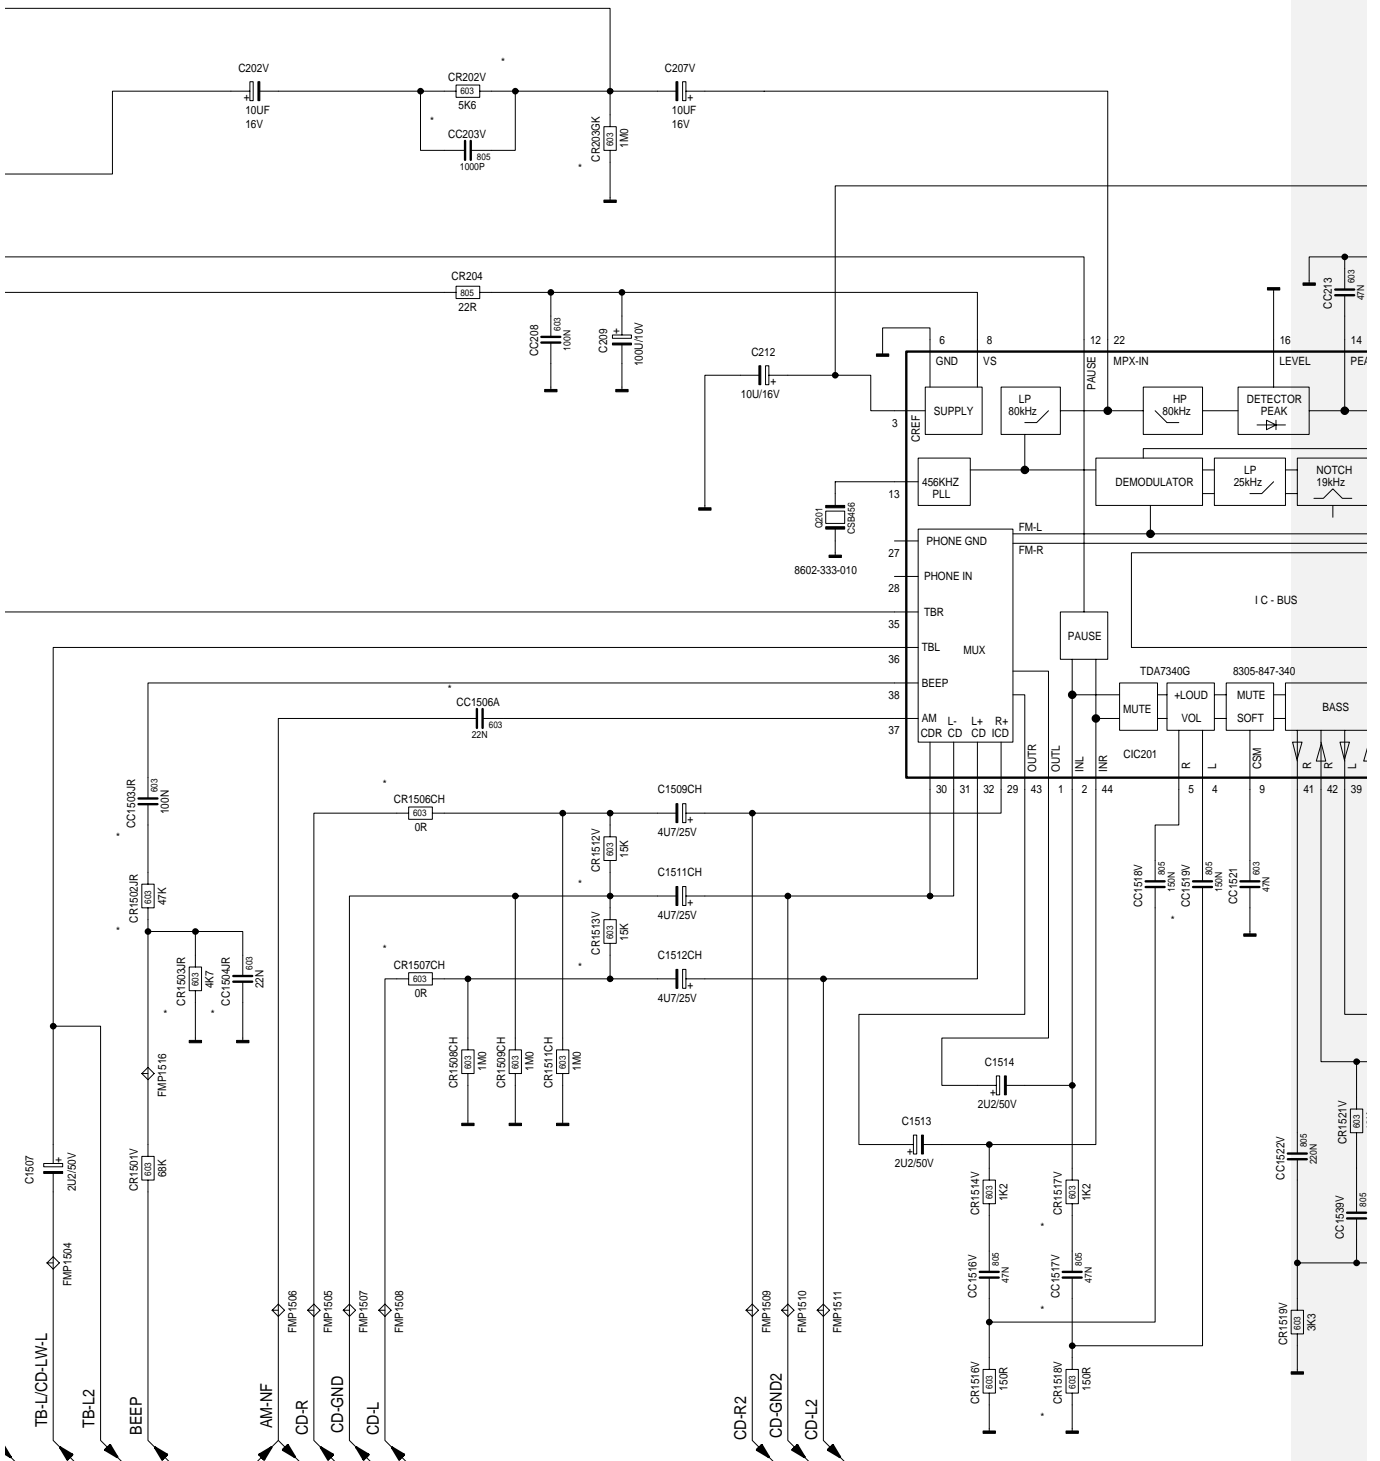 C202V
10UF
16V
*
CR202V
603
5K6
*
CC203V
805
1000P
CR203GK
603
1M0
*
C207V
10UF
16V
CR204
805
22R
CC208
603
100N
C209
100U/10V
C212
10U/16V
CC213
603
47N
6
8
12
22
16
14
GND
VS
PAUSE
MPX-IN
LEVEL
3
CREF
SUPPLY
LP
80kHz
HP
80kHz
DETECTOR
PEAK
13
456KHZ
PLL
DEMODULATOR
LP
25kHz
NOTCH
19kHz
Q201
CSB456
8602-333-010
FM-L
FM-R
27
PHONE GND
28
PHONE IN
35
TBR
36
TBL
MUX
38
BEEP
37
AM
CDR
L-
CD
L+
CD
R+
ICD
I C - BUS
PAUSE
TDA7340G
8305-847-340
MUTE
+LOUD
VOL
MUTE
SOFT
BASS
CIC201
OUTR
OUTL
INL
INR
R
L
CSM
R
R
L
30
31
32
29
43
1
2
44
5
4
9
41
42
39
*
CC1506A
603
22N
CC1503JR
603
100N
*
CR1502JR
603
47K
*
CR1503JR
603
4K7
*
CC1504JR
603
22N
*
*
CR1506CH
603
0R
C1509CH
4U7/25V
CR1512V
603
15K
*
C1511CH
4U7/25V
CR1513V
603
15K
*
*
CR1507CH
603
0R
C1512CH
4U7/25V
CR1508CH
603
1M0
CR1509CH
603
1M0
CR1511CH
603
1M0
CC1518V
805
150N
CC1519V
805
150N
*
CC1521
603
47N
C1514
2U2/50V
C1513
2U2/50V
CR1521V
603
CC1522V
805
220N
CC1539V
805
FMP1516
C1507
2U2/50V
CR1501V
603
68K
CR1514V
603
1K2
CR1517V
603
1K2
*
CC1516V
805
47N
CC1517V
805
47N
*
FMP1504
FMP1506
FMP1505
FMP1507
FMP1508
FMP1509
FMP1510
FMP1511
CR1519V
603
3K3
CR1516V
603
150R
CR1518V
603
150R
*
TB-L/CD-LW-L
TB-L2
BEEP
AM-NF
CD-R
CD-GND
CD-L
CD-R2
CD-GND2
CD-L2